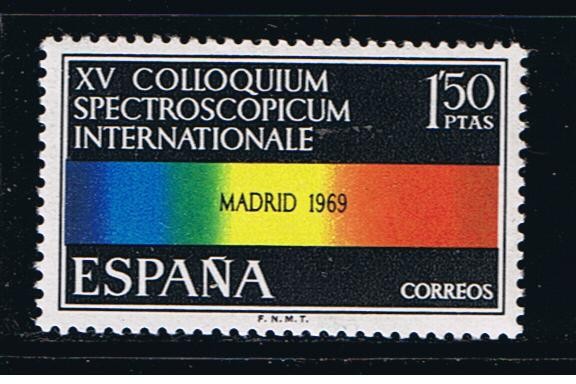 XV COLLOQUIUM
SPECTROSCOPICUM
INTERNATIONALE
1'50
PTAS
MADRID 1969
ESPAÑA
CORREOS
F.N.M.T.